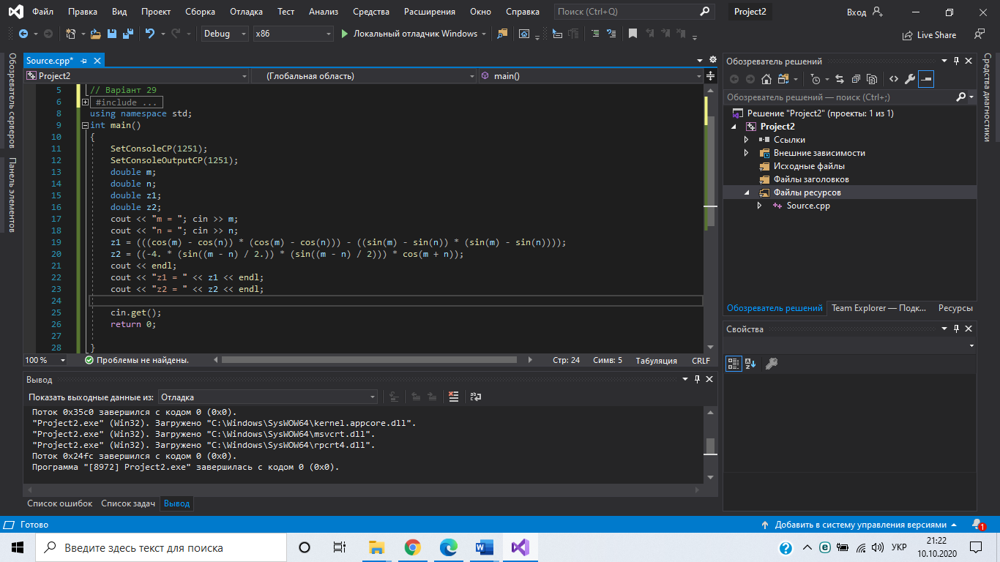 Файл Правка Вид Проект Сборка Отладка Тест Анализ Средства Расширения Окно Справка Поиск (Ctrl+Q) Project2 Вход
Debug x86 Локальный отладчик Windows Live Share
Обозреватель серверов
Панель элементов
Source.cpp*
Project2 (Глобальная область) main()
5 // Варіант 29
6 #include ...
8 using namespace std;
9 int main()
10 {
11 SetConsoleCP(1251);
12 SetConsoleOutputCP(1251);
13 double m;
14 double n;
15 double z1;
16 double z2;
17 cout << "m = "; cin >> m;
18 cout << "n = "; cin >> n;
19 z1 = (((cos(m) - cos(n)) * (cos(m) - cos(n))) - ((sin(m) - sin(n)) * (sin(m) - sin(n))));
20 z2 = ((-4. * (sin((m - n) / 2.)) * (sin((m - n) / 2))) * cos(m + n));
21 cout << endl;
22 cout << "z1 = " << z1 << endl;
23 cout << "z2 = " << z2 << endl;
24
25 cin.get();
26 return 0;
27
28 }
100 % Проблемы не найдены. Стр: 24 Симв: 5 Табуляция CRLF
Вывод
Показать выходные данные из: Отладка
Поток 0x35c0 завершился с кодом 0 (0x0).
"Project2.exe" (Win32). Загружено "C:\Windows\SysWOW64\kernel.appcore.dll".
"Project2.exe" (Win32). Загружено "C:\Windows\SysWOW64\msvcrt.dll".
"Project2.exe" (Win32). Загружено "C:\Windows\SysWOW64\rpcrt4.dll".
Поток 0x24fc завершился с кодом 0 (0x0).
Программа "[8972] Project2.exe" завершилась с кодом 0 (0x0).
Список ошибок Список задач Вывод
Обозреватель решений
Обозреватель решений — поиск (Ctrl+;)
Решение "Project2" (проекты: 1 из 1)
Project2
Ссылки
Внешние зависимости
Исходные файлы
Файлы заголовков
Файлы ресурсов
Source.cpp
Обозреватель решений Team Explorer — Подк... Ресурсы
Свойства
Средства диагностики
Готово Добавить в систему управления версиями 1
Введите здесь текст для поиска УКР 21:22
10.10.2020